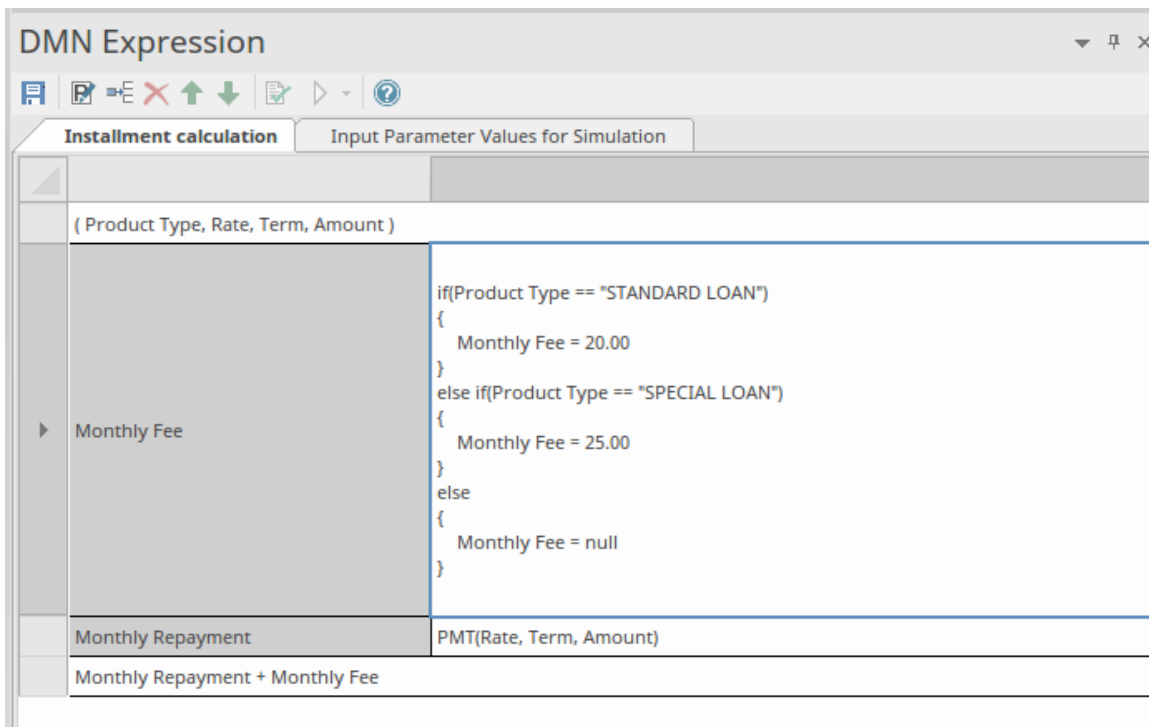 DMN Expression
Installment calculation
Input Parameter Values for Simulation
( Product Type, Rate, Term, Amount )
Monthly Fee
if(Product Type == "STANDARD LOAN")
{
Monthly Fee = 20.00
}
else if(Product Type == "SPECIAL LOAN")
{
Monthly Fee = 25.00
}
else
{
Monthly Fee = null
}
Monthly Repayment
PMT(Rate, Term, Amount)
Monthly Repayment + Monthly Fee